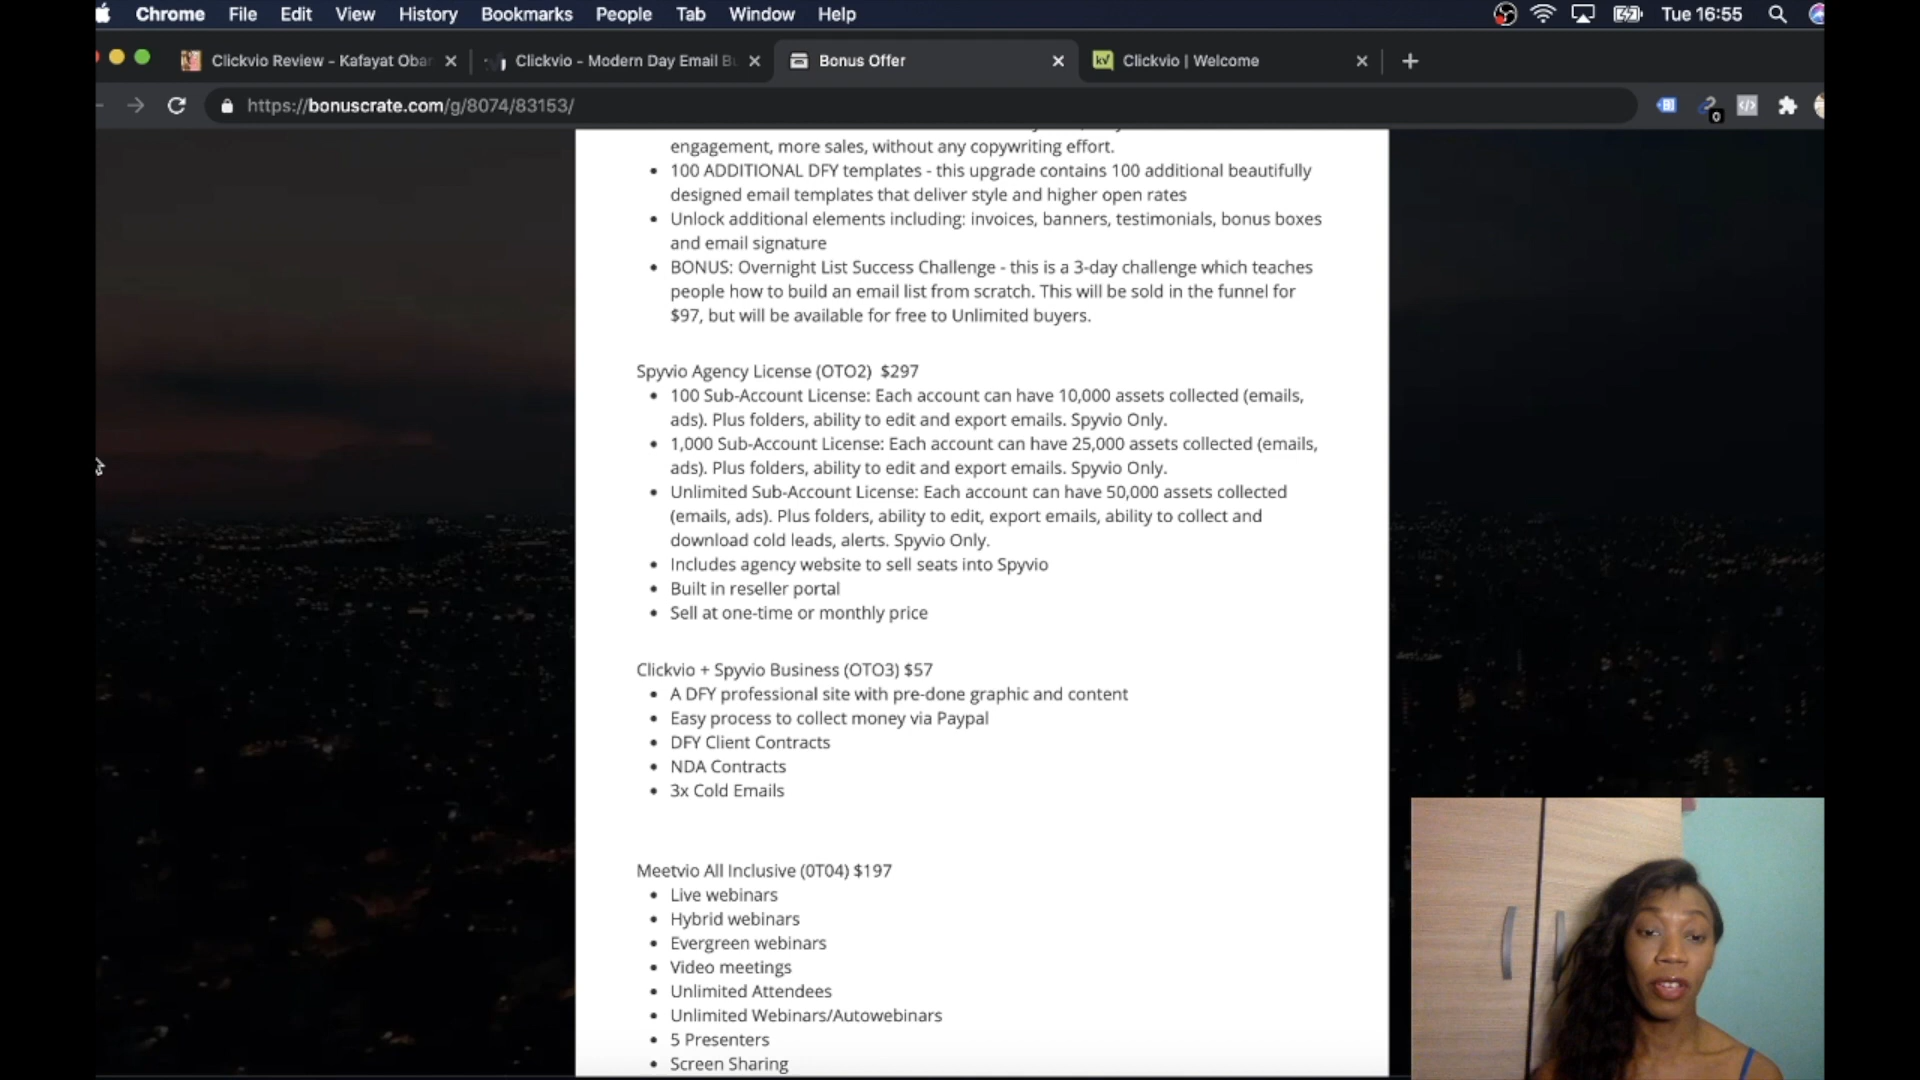 Chrome File Edit View History Bookmarks People Tab Window Help Tue 16:55
Clickvio Review - Kafayat Obar Clickvio - Modern Day Email B Bonus Offer Clickvio | Welcome
https://bonuscrate.com/g/8074/83153/
0
engagement, more sales, without any copywriting effort.
• 100 ADDITIONAL DFY templates - this upgrade contains 100 additional beautifully
designed email templates that deliver style and higher open rates
• Unlock additional elements including: invoices, banners, testimonials, bonus boxes
and email signature
• BONUS: Overnight List Success Challenge - this is a 3-day challenge which teaches
people how to build an email list from scratch. This will be sold in the funnel for
$97, but will be available for free to Unlimited buyers.
Spyvio Agency License (OTO2) $297
• 100 Sub-Account License: Each account can have 10,000 assets collected (emails,
ads). Plus folders, ability to edit and export emails. Spyvio Only.
• 1,000 Sub-Account License: Each account can have 25,000 assets collected (emails,
ads). Plus folders, ability to edit and export emails. Spyvio Only.
• Unlimited Sub-Account License: Each account can have 50,000 assets collected
(emails, ads). Plus folders, ability to edit, export emails, ability to collect and
download cold leads, alerts. Spyvio Only.
• Includes agency website to sell seats into Spyvio
• Built in reseller portal
• Sell at one-time or monthly price
Clickvio + Spyvio Business (OTO3) $57
• A DFY professional site with pre-done graphic and content
• Easy process to collect money via Paypal
• DFY Client Contracts
• NDA Contracts
• 3x Cold Emails
Meetvio All Inclusive (0T04) $197
• Live webinars
• Hybrid webinars
• Evergreen webinars
• Video meetings
• Unlimited Attendees
• Unlimited Webinars/Autowebinars
• 5 Presenters
• Screen Sharing